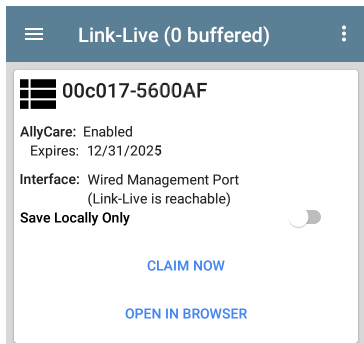 Link-Live (0 buffered)
00c017-5600AF
AllyCare: Enabled
Expires: 12/31/2025
Interface: Wired Management Port
(Link-Live is reachable)
Save Locally Only
CLAIM NOW
OPEN IN BROWSER